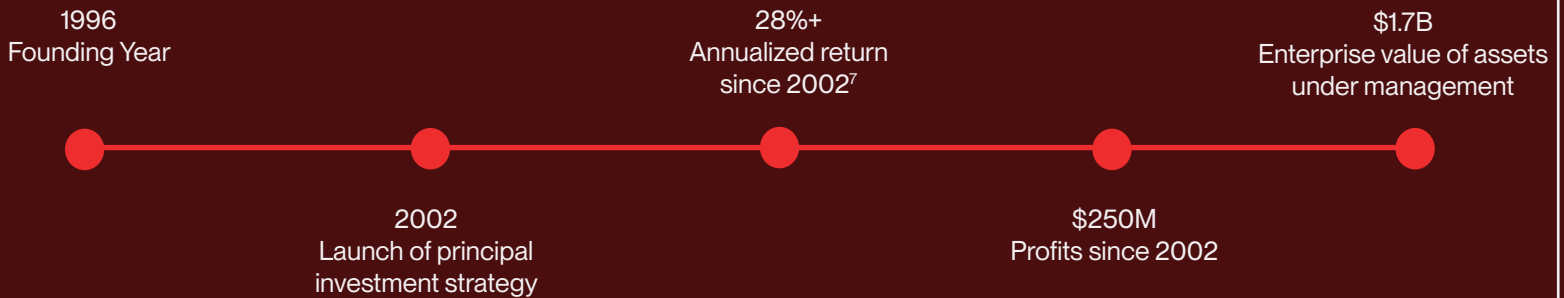 1996
Founding Year
2002
Launch of principal
investment strategy
28%+
Annualized return
since 2002⁷
$250M
Profits since 2002
$1.7B
Enterprise value of assets
under management